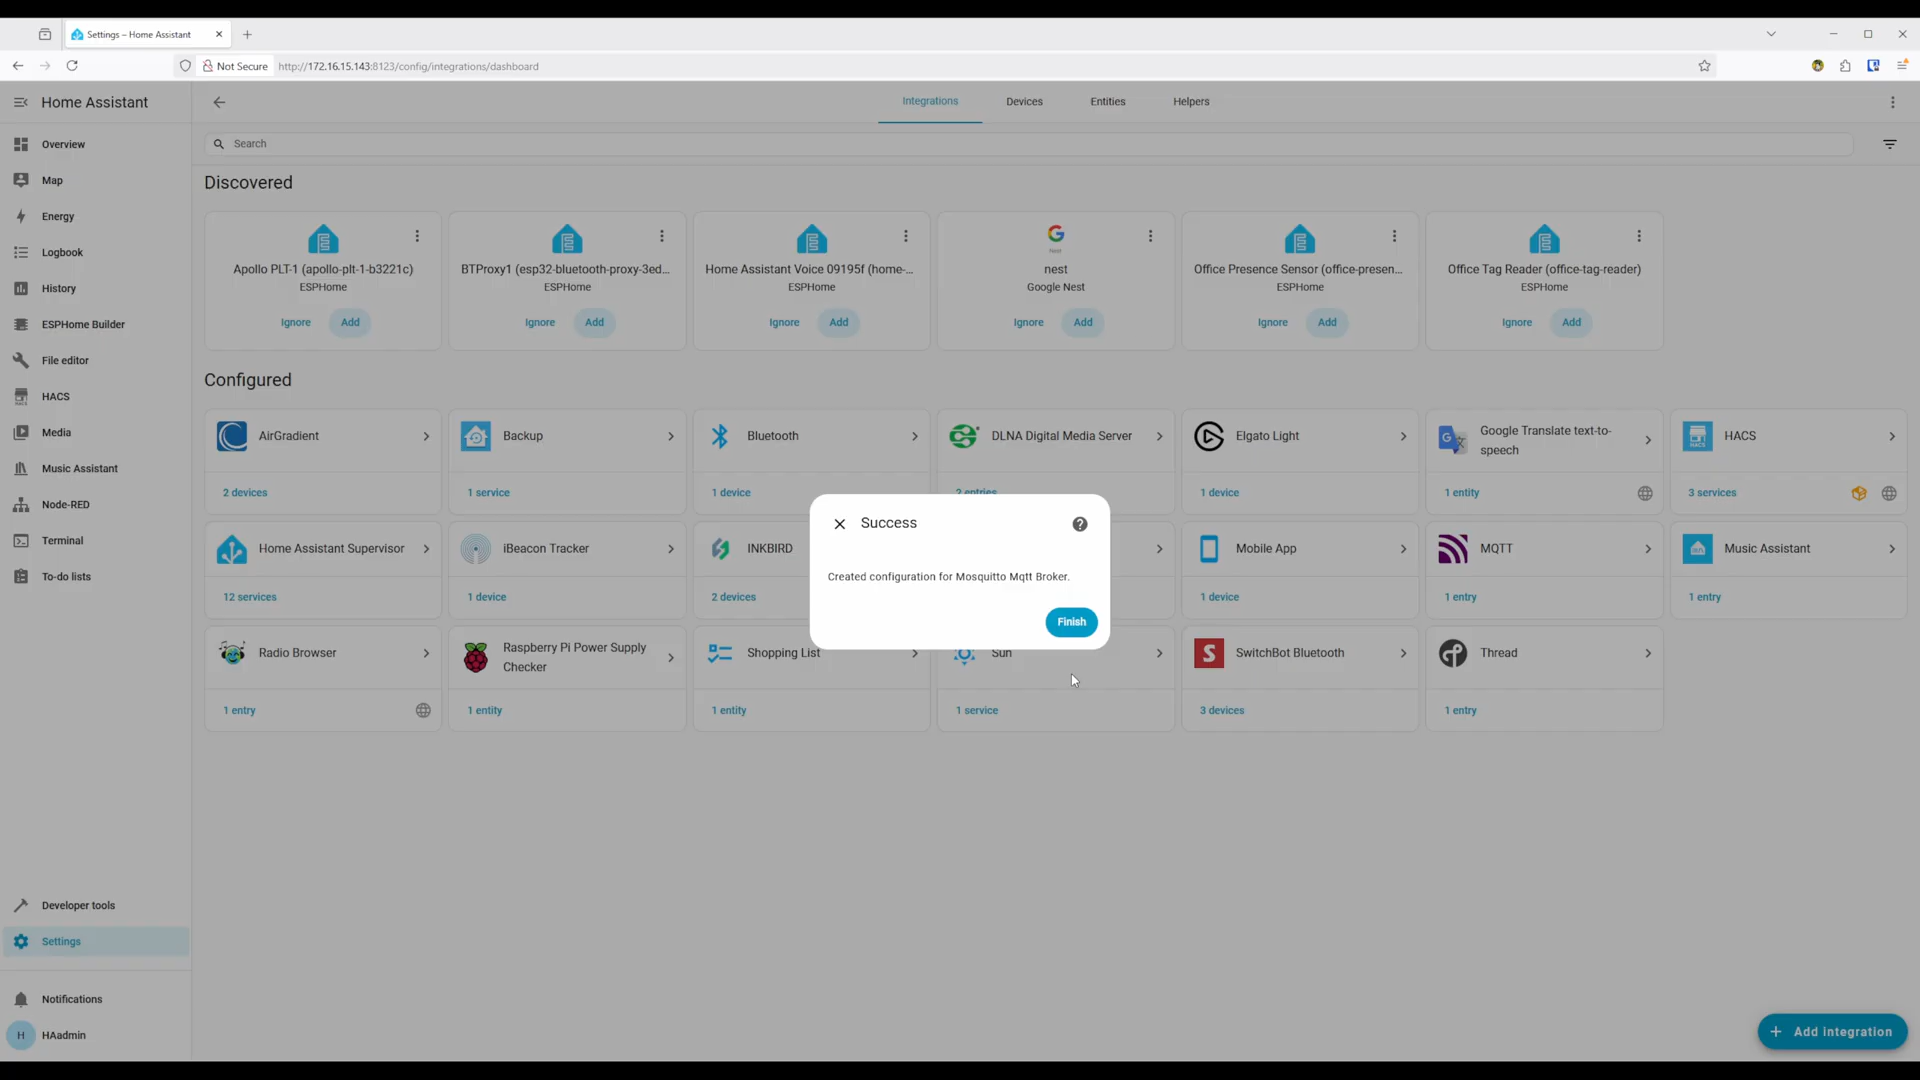 Settings – Home Assistant
Not Secure
http://172.16.15.143:8123/config/integrations/dashboard
Home Assistant
Integrations
Devices
Entities
Helpers
Overview
Map
Energy
Logbook
History
ESPHome Builder
File editor
HACS
Media
Music Assistant
Node-RED
Terminal
To-do lists
Developer tools
Settings
Notifications
H
HAadmin
Search
Discovered
Apollo PLT-1 (apollo-plt-1-b3221c)
ESPHome
Ignore
Add
BTProxy1 (esp32-bluetooth-proxy-3ed...
ESPHome
Ignore
Add
Home Assistant Voice 09195f (home-...
ESPHome
Ignore
Add
Nest
nest
Google Nest
Ignore
Add
Office Presence Sensor (office-presen...
ESPHome
Ignore
Add
Office Tag Reader (office-tag-reader)
ESPHome
Ignore
Add
Configured
AirGradient
2 devices
Backup
1 service
Bluetooth
1 device
DLNA Digital Media Server
2 entries
Elgato Light
1 device
Google Translate text-to-
speech
1 entity
HACS
HACS
3 services
Home Assistant Supervisor
12 services
iBeacon Tracker
1 device
INKBIRD
2 devices
Mobile App
1 device
MQTT
1 entry
Music Assistant
1 entry
Radio Browser
1 entry
Raspberry Pi Power Supply
Checker
1 entity
Shopping List
1 entity
Sun
1 service
SwitchBot Bluetooth
3 devices
Thread
1 entry
Success
Created configuration for Mosquitto Mqtt Broker.
Finish
Add integration